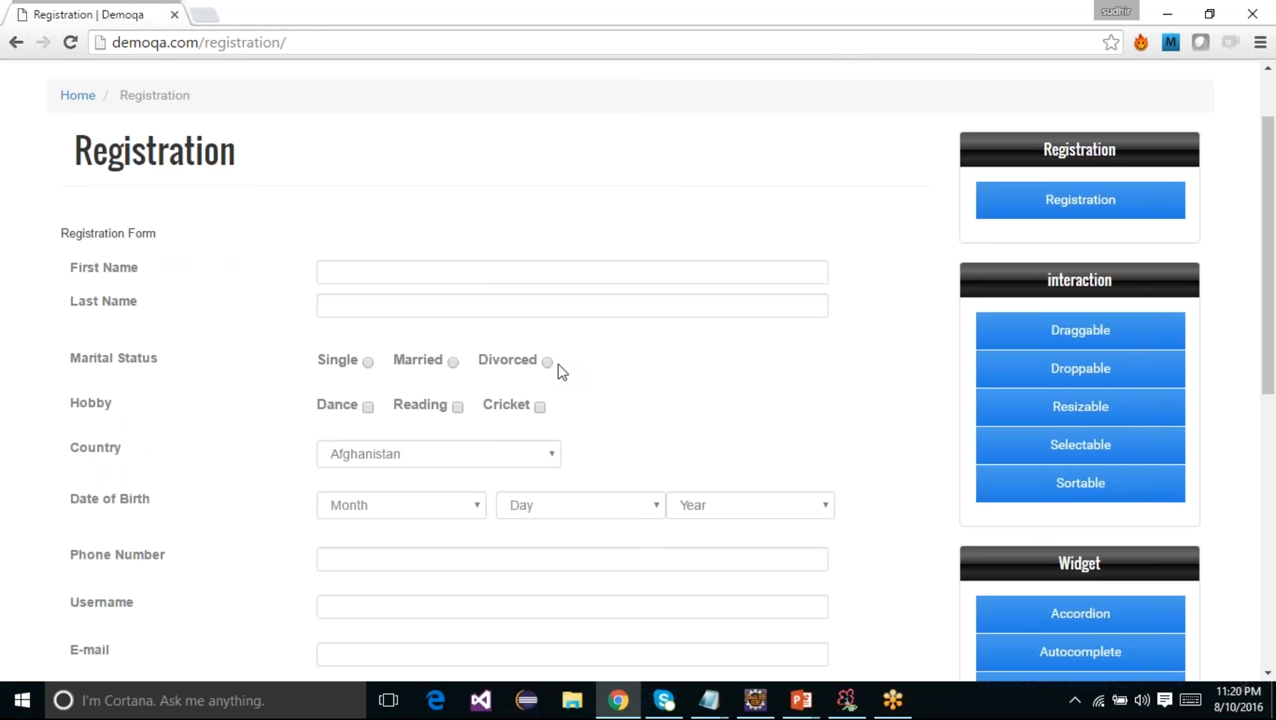 Registration | Demoqa
sudhir
demoqa.com/registration/
M
Home / Registration
Registration
Registration Form
First Name
Last Name
Marital Status Single Married Divorced
Hobby Dance Reading Cricket
Country Afghanistan
Date of Birth Month Day Year
Phone Number
Username
E-mail
Registration
Registration
interaction
Draggable
Droppable
Resizable
Selectable
Sortable
Widget
Accordion
Autocomplete
I'm Cortana. Ask me anything.
11:20 PM
8/10/2016